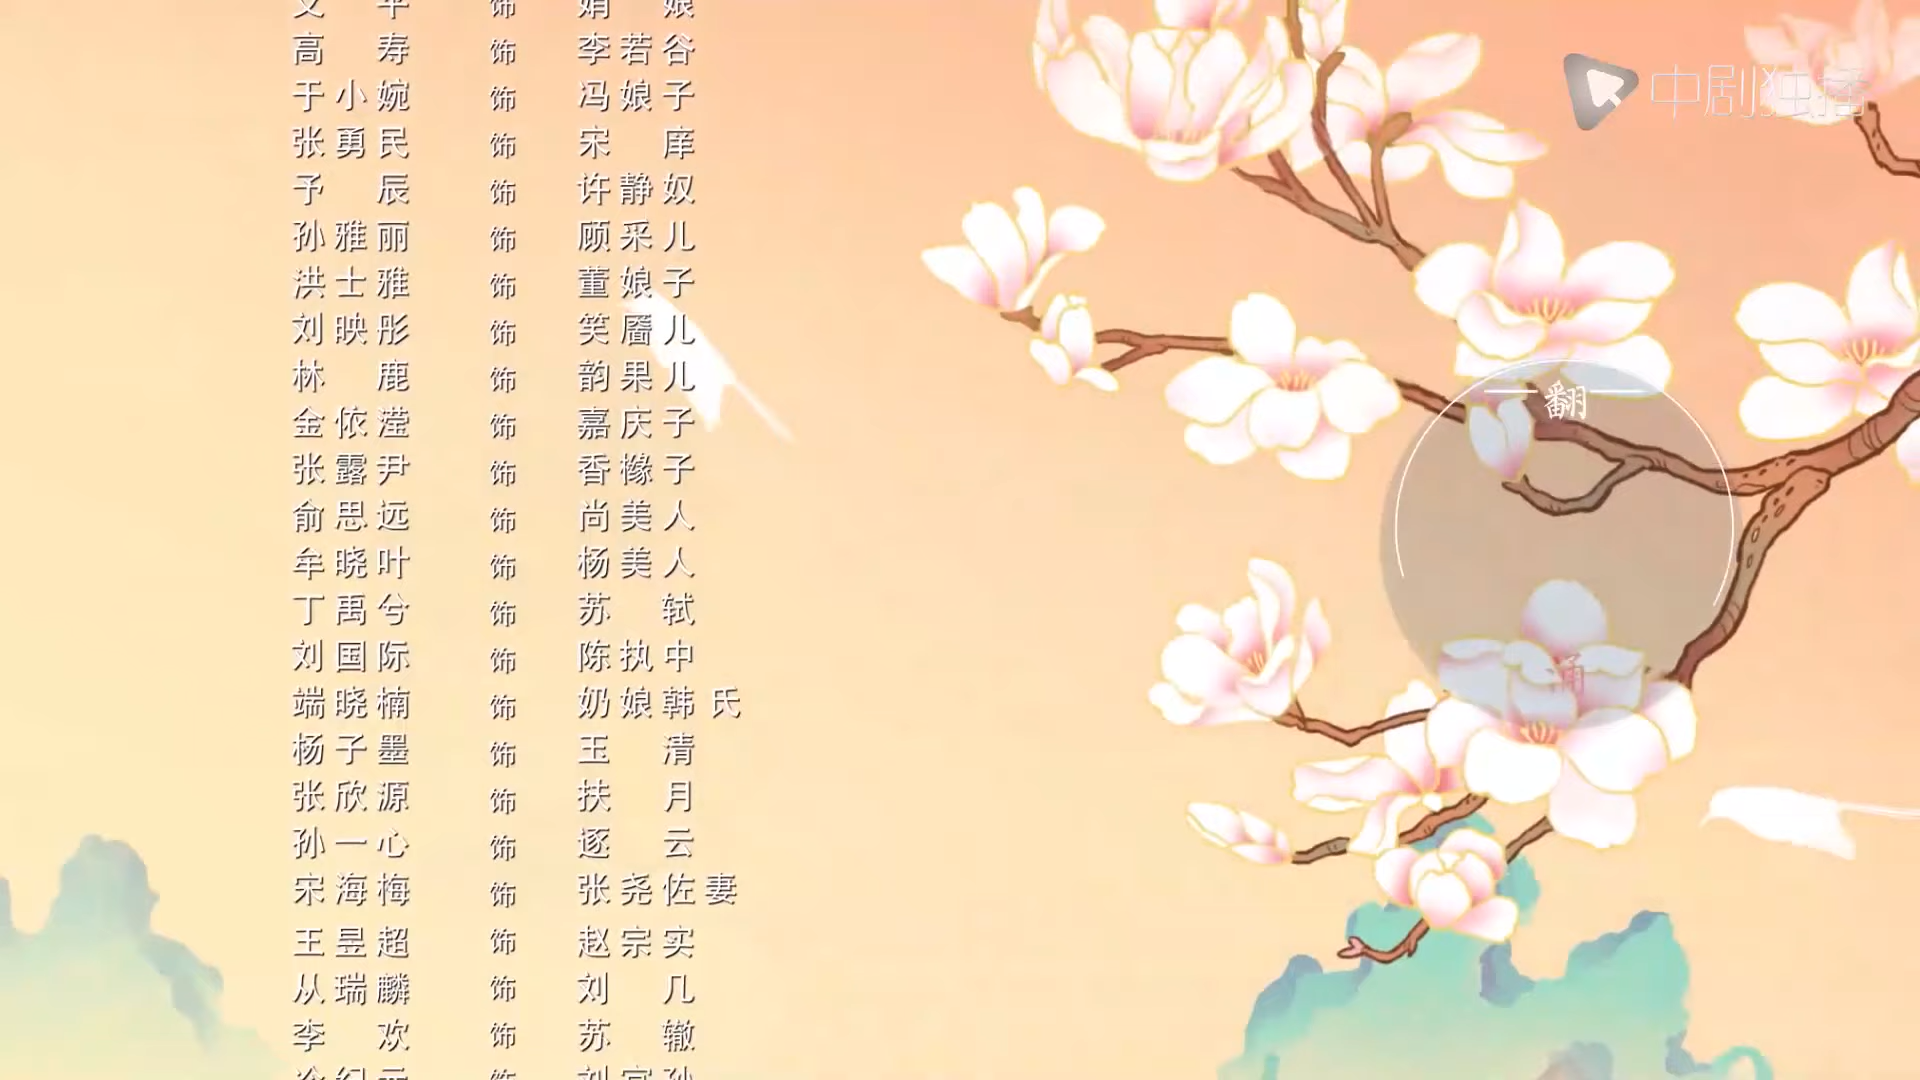 高寿 饰 李若谷
于小婉 饰 冯娘子
张勇民 饰 宋庠
予辰 饰 许静奴
孙雅丽 饰 顾采儿
洪士雅 饰 董娘子
刘映彤 饰 笑靥儿
林鹿 饰 韵果儿
金依滢 饰 嘉庆子
张露尹 饰 香橼子
俞思远 饰 尚美人
牟晓叶 饰 杨美人
丁禹兮 饰 苏轼
刘国际 饰 陈执中
端晓楠 饰 奶娘韩氏
杨子墨 饰 玉清
张欣源 饰 扶月
孙一心 饰 逐云
宋海梅 饰 张尧佐妻
王昱超 饰 赵宗实
从瑞麟 饰 刘几
李欢 饰 苏辙
中剧独播
翻